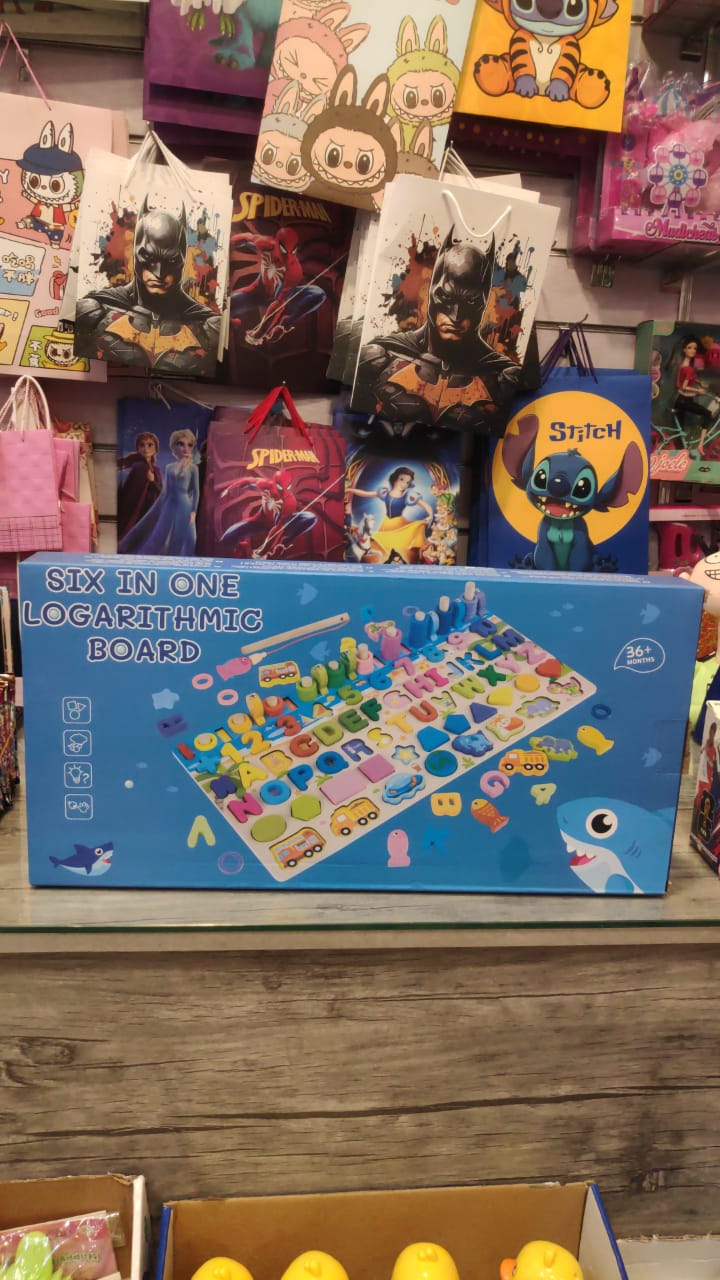 SPIDER-MAN
SPIDER-MAN
STITCH
SIX IN ONE
LOGARITHMIC
BOARD
36+
MONTHS